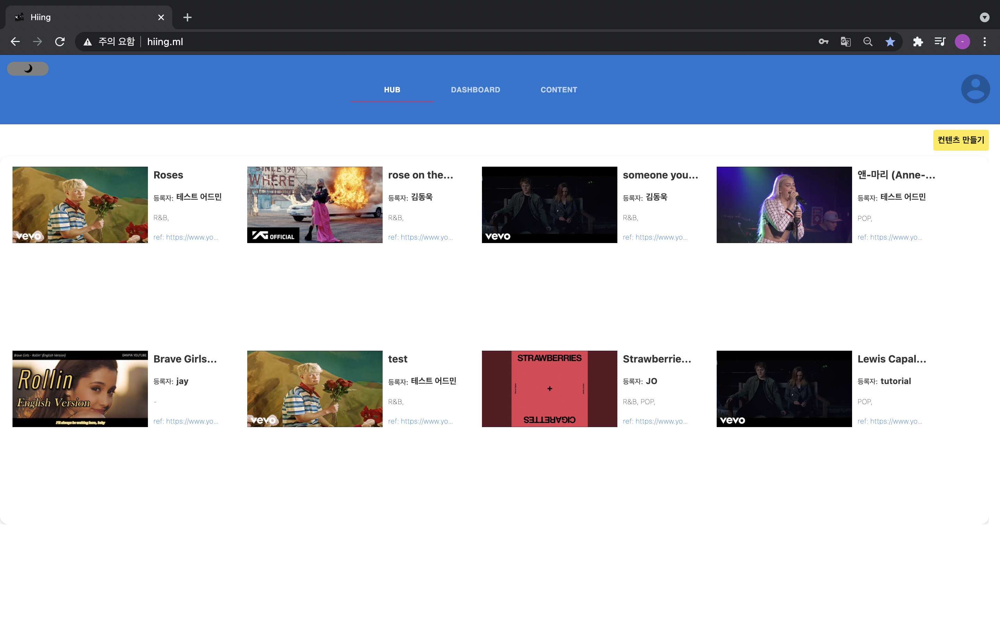 Hiing
주의 요함 hiing.ml
HUB DASHBOARD CONTENT
컨텐츠 만들기
vevo
Roses
등록자: 테스트 어드민
R&B,
ref: https://www.yo...
SINCE 199
WHERE
YG OFFICIAL
rose on the...
등록자: 김동욱
R&B,
ref: https://www.yo...
vevo
someone you...
등록자: 김동욱
R&B,
ref: https://www.yo...
앤-마리 (Anne-...
등록자: 테스트 어드민
POP,
ref: https://www.yo...
Brave Girls - Rollin' (English Version) DANPIA YOUTUBE
Rollin
English Version
I'll always be waiting here, baby
Brave Girls...
등록자: jay
-
ref: https://www.yo...
vevo
test
등록자: 테스트 어드민
R&B,
ref: https://www.yo...
STRAWBERRIES
+
CIGARETTES
Strawberrie...
등록자: JO
R&B, POP,
ref: https://www.yo...
vevo
Lewis Capal...
등록자: tutorial
POP,
ref: https://www.yo...